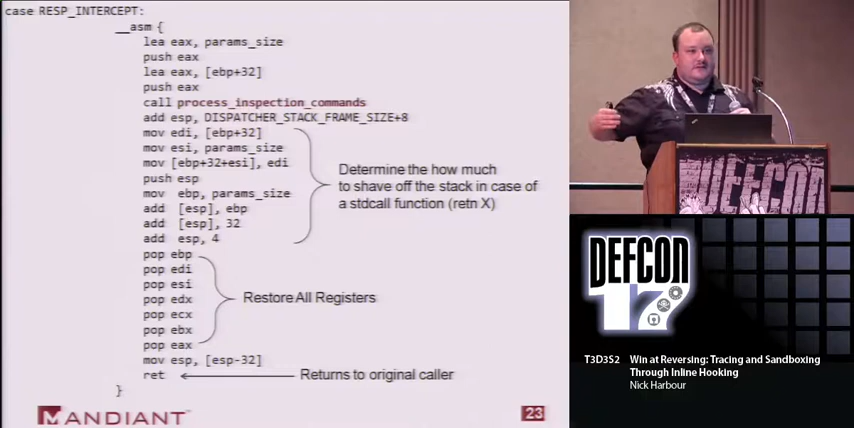 case RESP_INTERCEPT:
__asm {
lea eax, params_size
push eax
lea eax, [ebp+32]
push eax
call process_inspection_commands
add esp, DISPATCHER_STACK_FRAME_SIZE+8
mov edi, [ebp+32]
mov esi, params_size
mov [ebp+32+esi], edi
push esp
mov ebp, params_size
add [esp], ebp
add [esp], 32
add esp, 4
pop ebp
pop edi
pop esi
pop edx
pop ecx
pop ebx
pop eax
mov esp, [esp-32]
ret
}
Determine the how much
to shave off the stack in case of
a stdcall function (retn X)
Restore All Registers
Returns to original caller
MANDIANT
23
DEFCON
DEFCON
17
T3D3S2 Win at Reversing: Tracing and Sandboxing
Through Inline Hooking
Nick Harbour